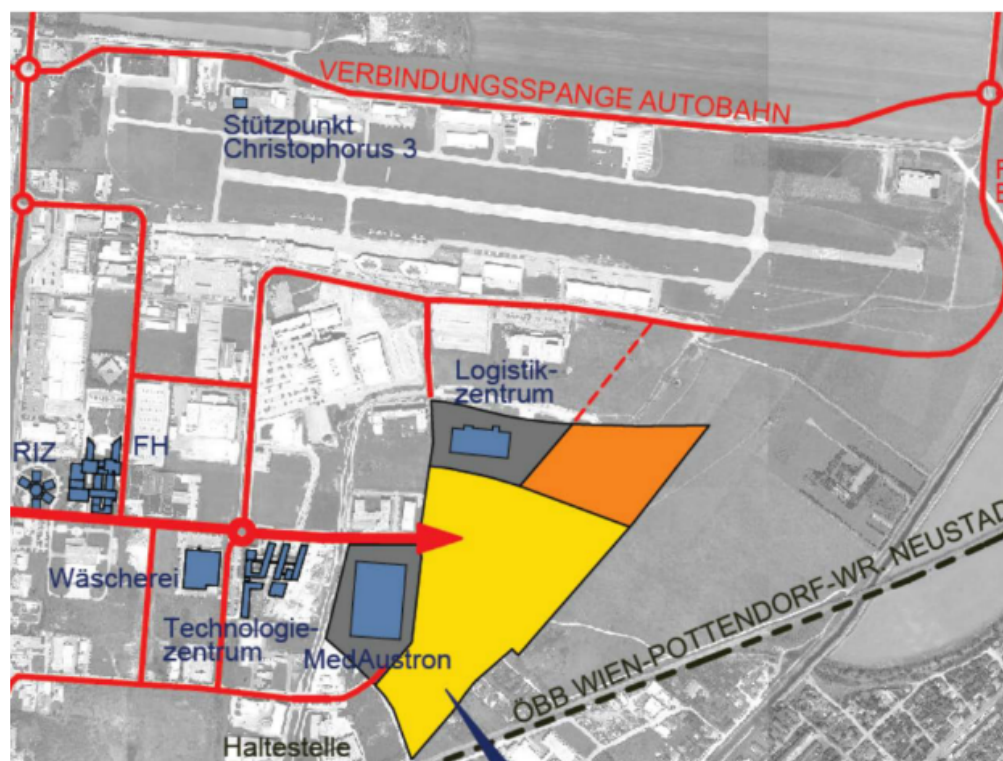 VERBINDUNGSSPANGE AUTOBAHN
Stützpunkt
Christophorus 3
Logistik-
zentrum
RIZ
FH
Wäscherei
Technologie-
zentrum
MedAustron
ÖBB WIEN-POTTENDORF-WR. NEUSTAD
Haltestelle